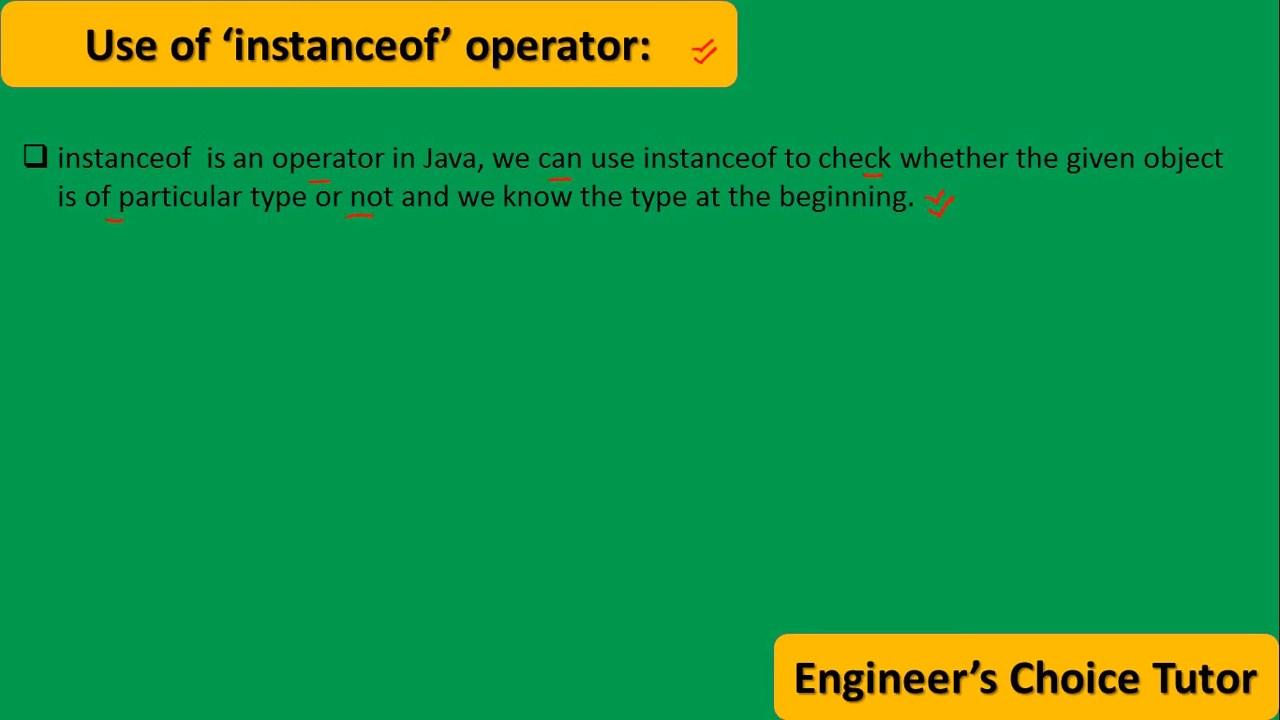 Use of ‘instanceof’ operator:
instanceof  is an operator in Java, we can use instanceof to check whether the given object
is of particular type or not and we know the type at the beginning.
Engineer’s Choice Tutor